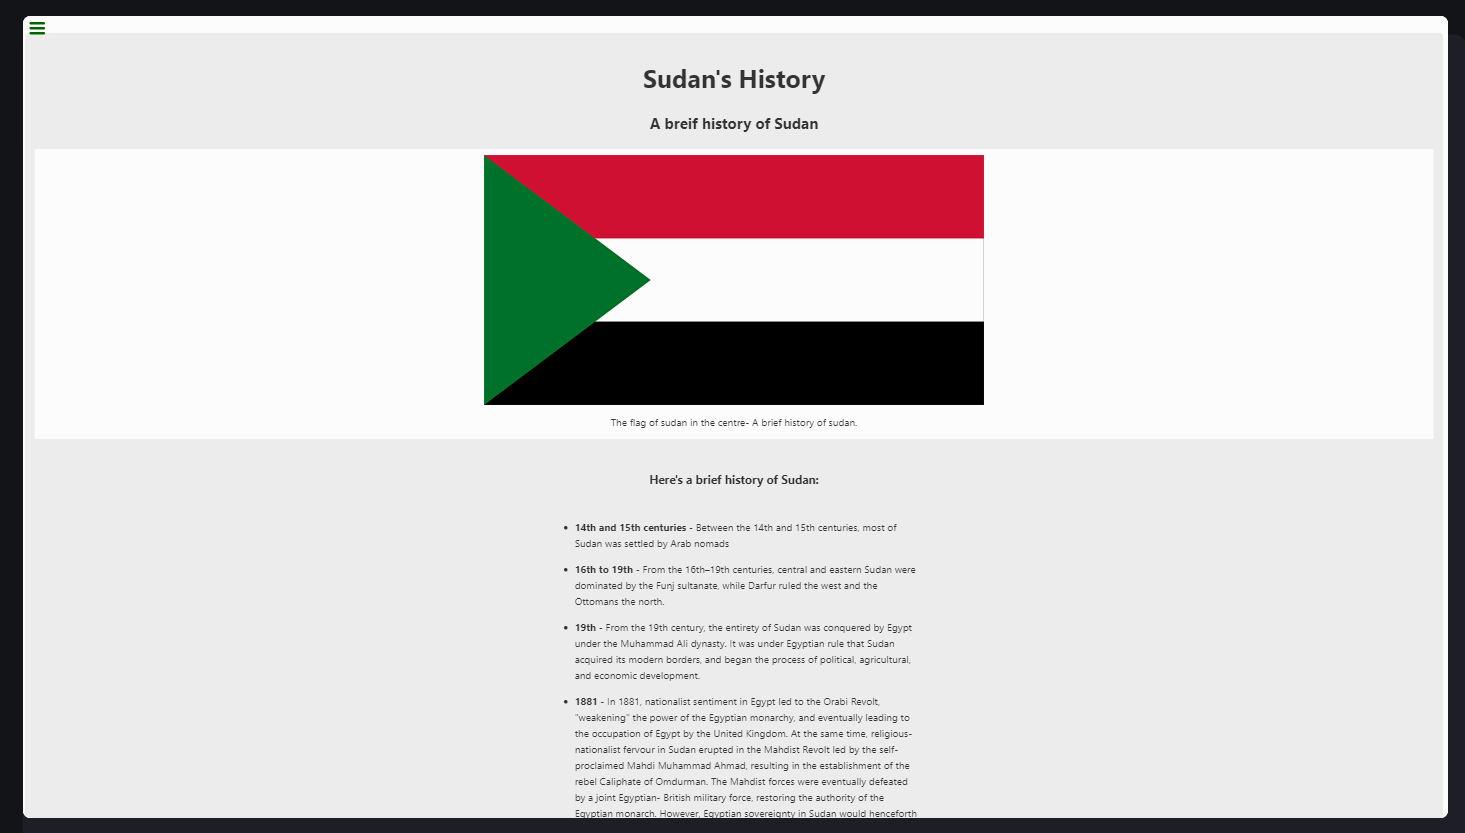 Sudan's History
A breif history of Sudan
The flag of sudan in the centre- A brief history of sudan.
Here's a brief history of Sudan:
• 14th and 15th centuries - Between the 14th and 15th centuries, most of
Sudan was settled by Arab nomads
• 16th to 19th - From the 16th–19th centuries, central and eastern Sudan were
dominated by the Funj sultanate, while Darfur ruled the west and the
Ottomans the north.
• 19th - From the 19th century, the entirety of Sudan was conquered by Egypt
under the Muhammad Ali dynasty. It was under Egyptian rule that Sudan
acquired its modern borders, and began the process of political, agricultural,
and economic development.
• 1881 - In 1881, nationalist sentiment in Egypt led to the Orabi Revolt,
"weakening" the power of the Egyptian monarchy, and eventually leading to
the occupation of Egypt by the United Kingdom. At the same time, religious-
nationalist fervour in Sudan erupted in the Mahdist Revolt led by the self-
proclaimed Mahdi Muhammad Ahmad, resulting in the establishment of the
rebel Caliphate of Omdurman. The Mahdist forces were eventually defeated
by a joint Egyptian- British military force, restoring the authority of the
Egyptian monarch. However, Egyptian sovereignty in Sudan would henceforth